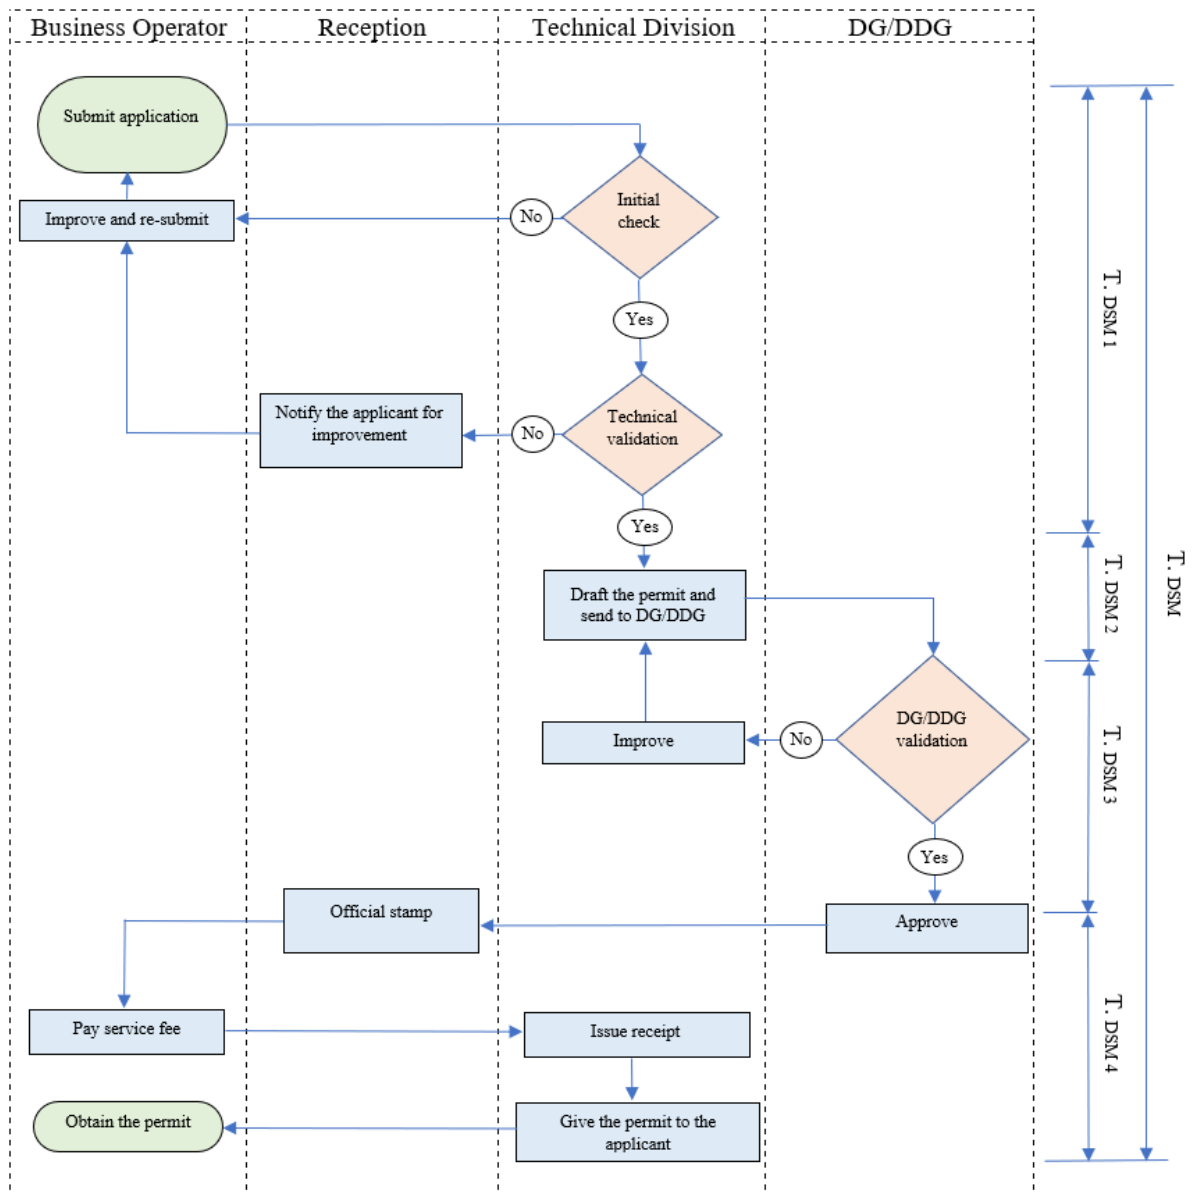 Business Operator
Reception
Technical Division
DG/DDG
Submit application
Initial
check
No
Improve and re-submit
Yes
T. DSM 1
Notify the applicant for
improvement
No
Technical
validation
Yes
T. DSM
T. DSM 2
Draft the permit and
send to DG/DDG
DG/DDG
validation
No
Improve
T. DSM 3
Yes
Official stamp
Approve
Pay service fee
Issue receipt
T. DSM 4
Obtain the permit
Give the permit to the
applicant